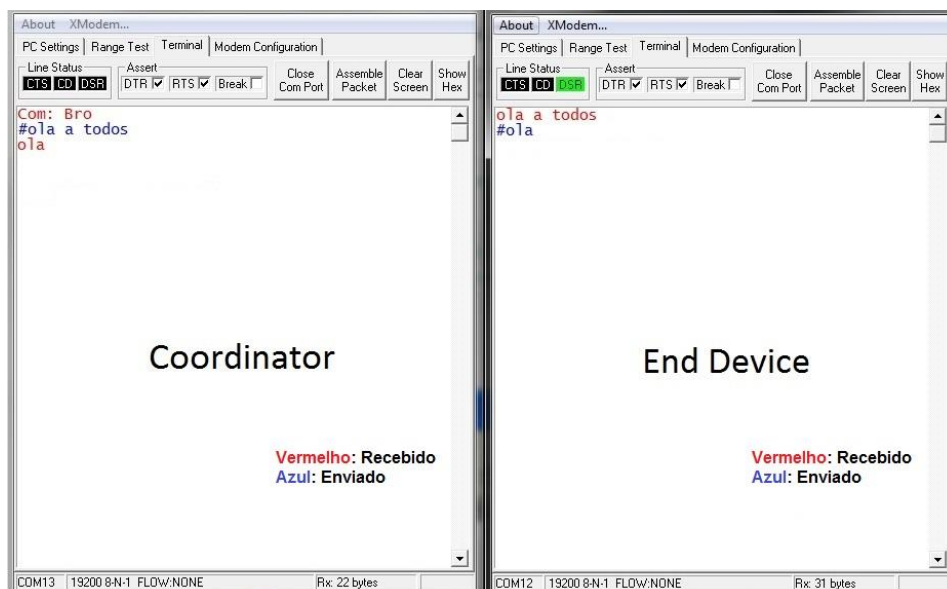 About XModem...
PC Settings Range Test Terminal Modem Configuration
Line Status Assert
CTS CD DSR DTR RTS Break
Close Com Port
Assemble Packet
Clear Screen
Show Hex
Com: Bro
#ola a todos
ola
Coordinator
Vermelho: Recebido
Azul: Enviado
COM13 19200 8-N-1 FLOW:NONE Rx: 22 bytes
About XModem...
PC Settings Range Test Terminal Modem Configuration
Line Status Assert
CTS CD DSR DTR RTS Break
Close Com Port
Assemble Packet
Clear Screen
Show Hex
ola a todos
#ola
End Device
Vermelho: Recebido
Azul: Enviado
COM12 19200 8-N-1 FLOW:NONE Rx: 31 bytes